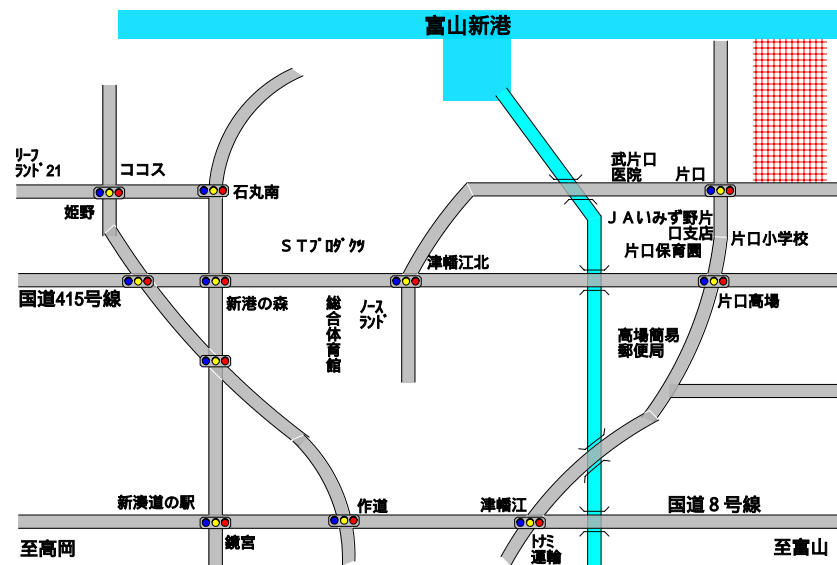 富山新港
リーフ
ランド21
ココス
姫野
石丸南
武片口
医院
片口
ＪＡいみず野片
口支店
片口保育園
片口小学校
ＳＴプロダクツ
津幡江北
国道415号線
新港の森
総合体育館
ノース
ランド
片口高場
高場簡易
郵便局
新湊道の駅
作道
津幡江
国道８号線
至高岡
鏡宮
トナミ
運輸
至富山